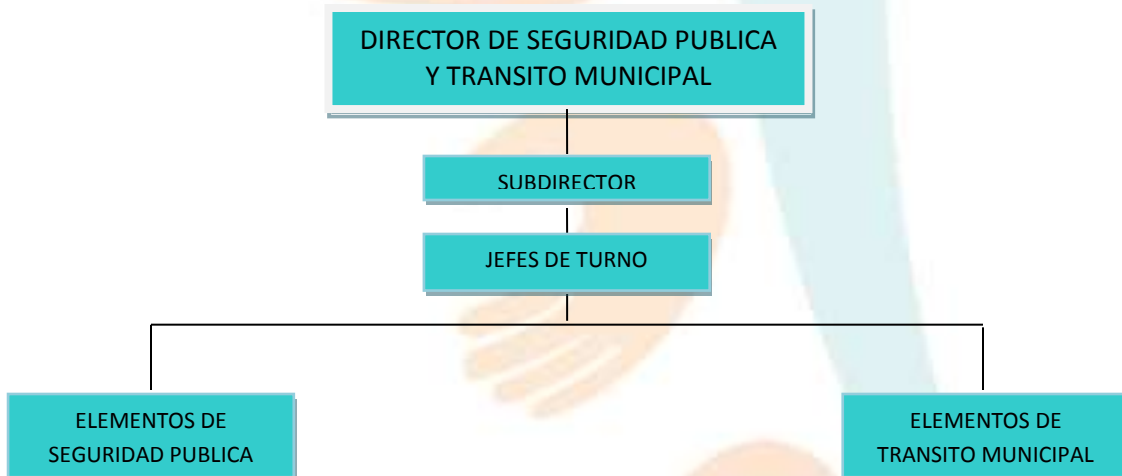 DIRECTOR DE SEGURIDAD PUBLICA
Y TRANSITO MUNICIPAL
SUBDIRECTOR
JEFES DE TURNO
ELEMENTOS DE
SEGURIDAD PUBLICA
ELEMENTOS DE
TRANSITO MUNICIPAL